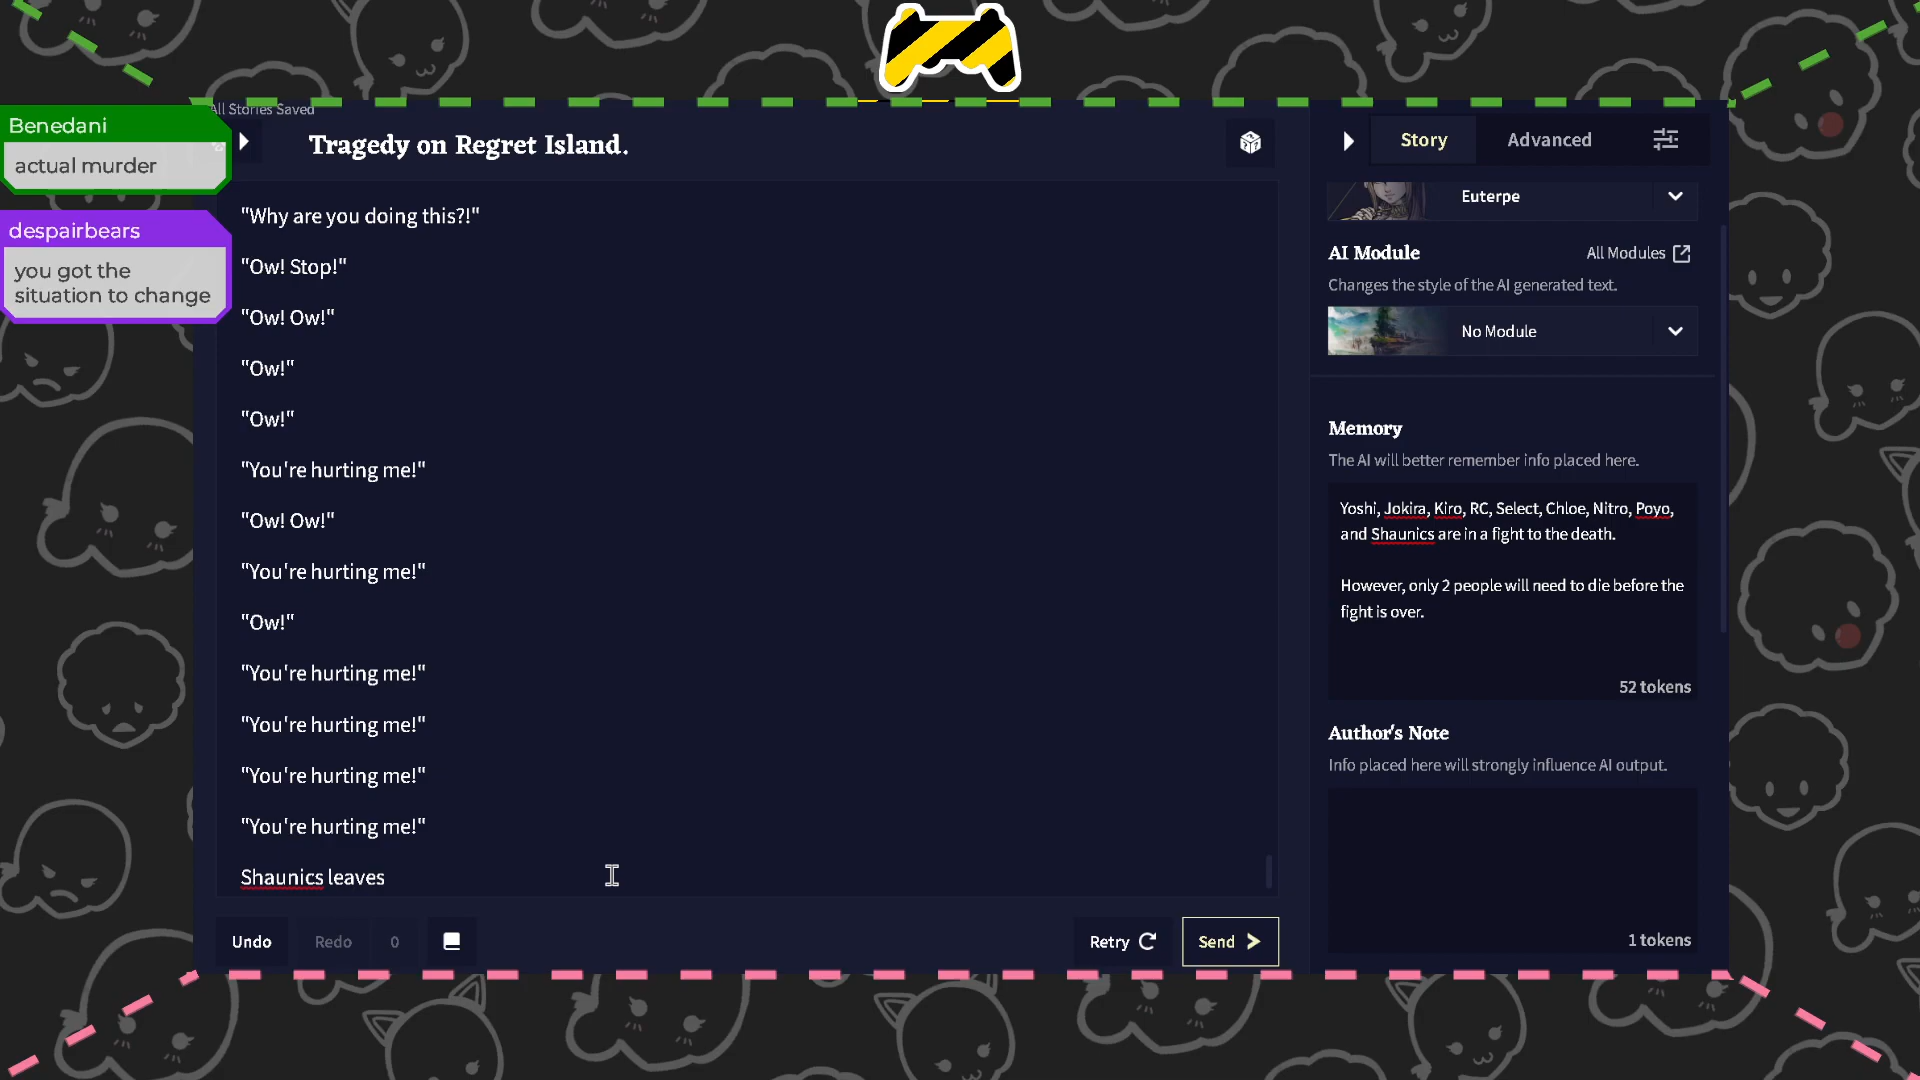 All Stories Saved
Benedani
actual murder
despairbears
you got the
situation to change
Tragedy on Regret Island.
"Why are you doing this?!"
"Ow! Stop!"
"Ow! Ow!"
"Ow!"
"Ow!"
"You're hurting me!"
"Ow! Ow!"
"You're hurting me!"
"Ow!"
"You're hurting me!"
"You're hurting me!"
"You're hurting me!"
"You're hurting me!"
Shaunics leaves
Undo
Redo
0
Retry
Send
Story
Advanced
Euterpe
AI Module
All Modules
Changes the style of the AI generated text.
No Module
Memory
The AI will better remember info placed here.
Yoshi, Jokira, Kiro, RC, Select, Chloe, Nitro, Poyo,
and Shaunics are in a fight to the death.
However, only 2 people will need to die before the
fight is over.
52 tokens
Author's Note
Info placed here will strongly influence AI output.
1 tokens